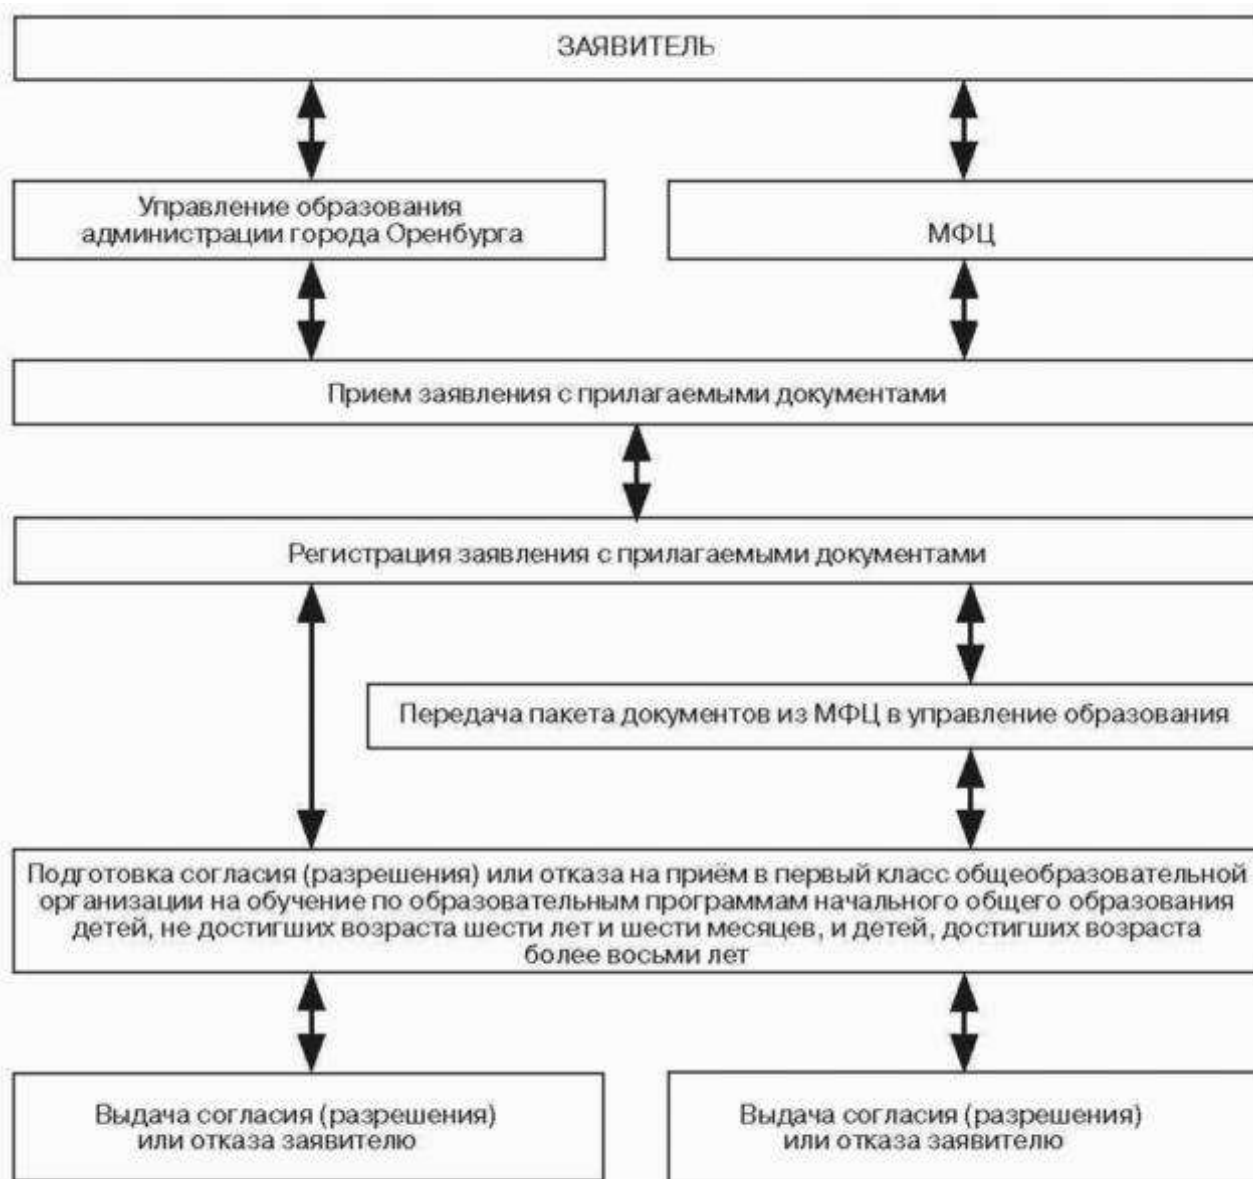 ЗАЯВИТЕЛЬ
Управление образования
администрации города Оренбурга
МФЦ
Прием заявления с прилагаемыми документами
Регистрация заявления с прилагаемыми документами
Передача пакета документов из МФЦ в управление образования
Подготовка согласия (разрешения) или отказа на приём в первый класс общеобразовательной
организации на обучение по образовательным программам начального общего образования
детей, не достигших возраста шести лет и шести месяцев, и детей, достигших возраста
более восьми лет
Выдача согласия (разрешения)
или отказа заявителю
Выдача согласия (разрешения)
или отказа заявителю